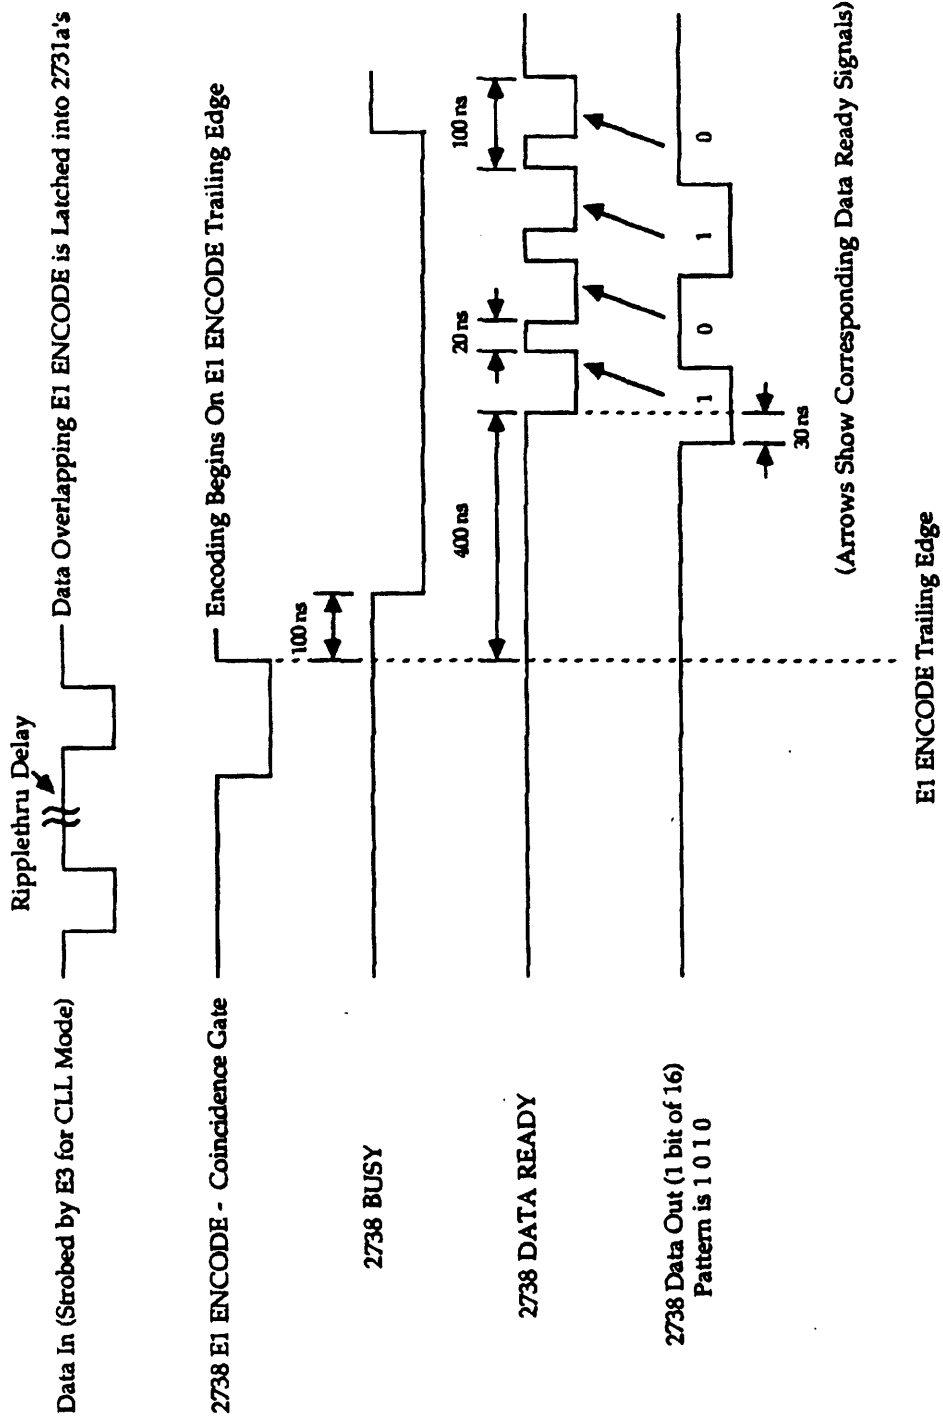 Ripplethru Delay
Data In (Strobed by E3 for CLL Mode)
Data Overlapping E1 ENCODE is Latched into 2731a's
2738 E1 ENCODE - Coincidence Gate
Encoding Begins On E1 ENCODE Trailing Edge
100 ns
2738 BUSY
400 ns
20 ns
100 ns
2738 DATA READY
2738 Data Out (1 bit of 16)
Pattern is 1 0 1 0
1
0
1
0
30 ns
(Arrows Show Corresponding Data Ready Signals)
E1 ENCODE Trailing Edge